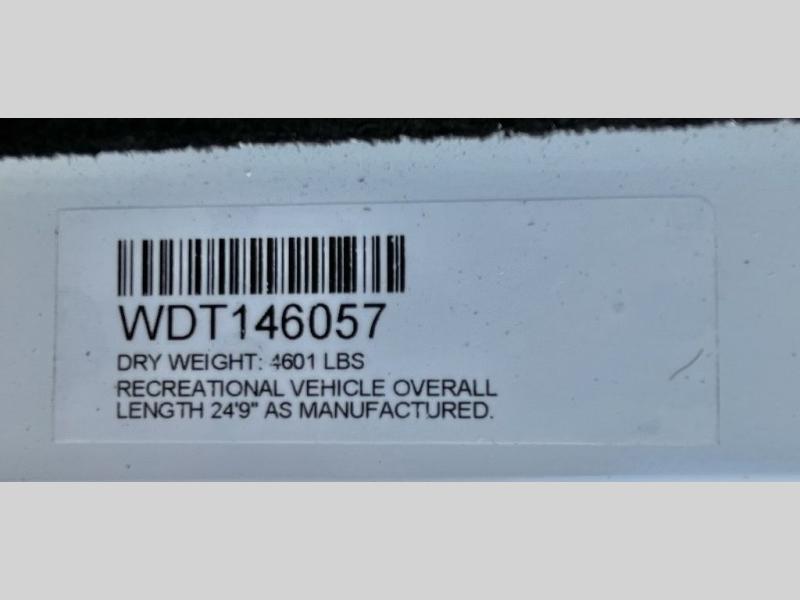 WDT146057
DRY WEIGHT: 4601 LBS
RECREATIONAL VEHICLE OVERALL
LENGTH 24'9" AS MANUFACTURED.